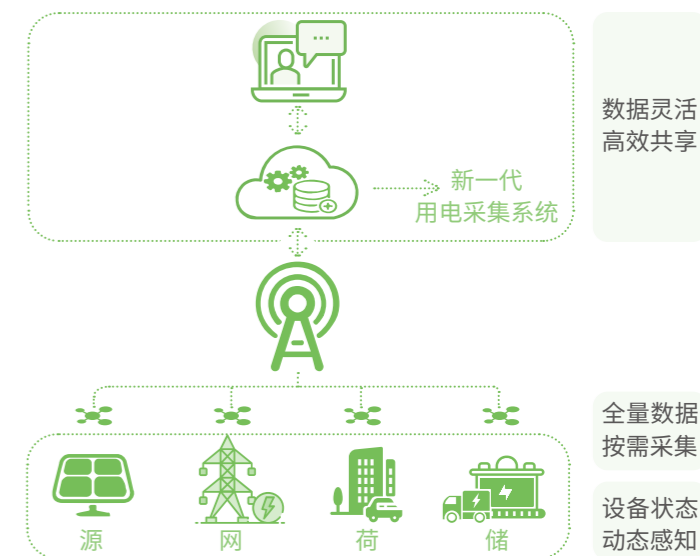 数据灵活
高效共享
新一代
用电采集系统
全量数据
按需采集
设备状态
动态感知
源
网
荷
储